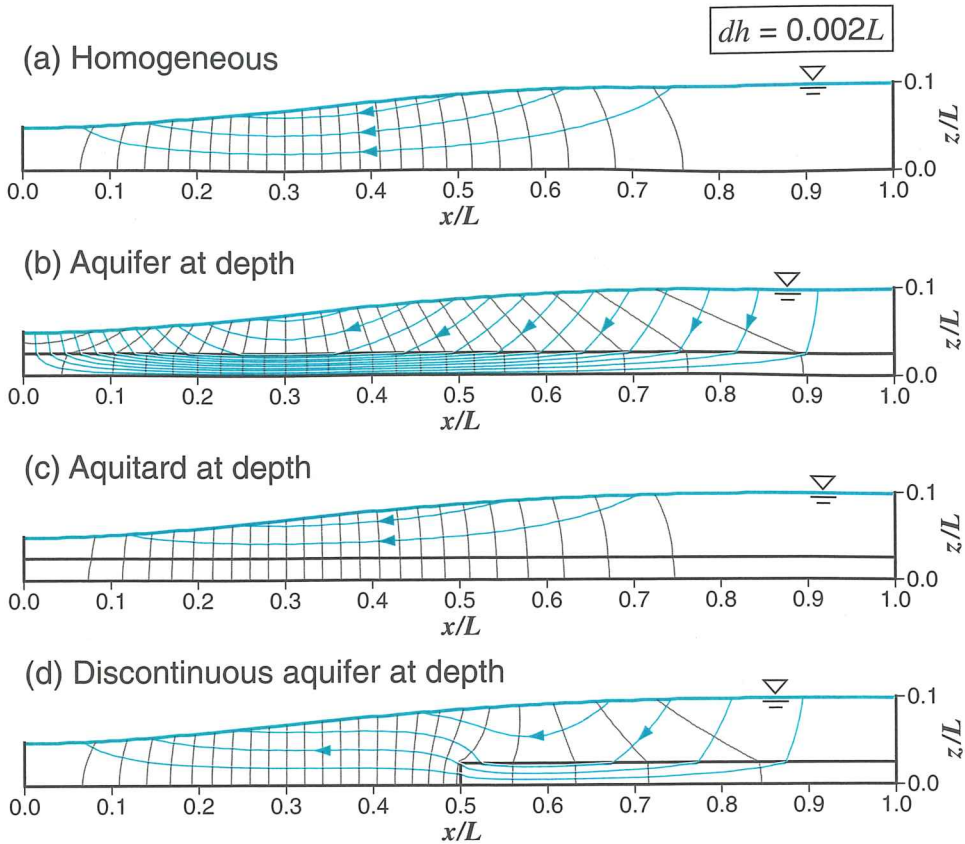 dh = 0.002L
(a) Homogeneous
0.1
z/L
0.0
0.0 0.1 0.2 0.3 0.4 0.5 0.6 0.7 0.8 0.9 1.0
x/L
(b) Aquifer at depth
0.1
z/L
0.0
0.0 0.1 0.2 0.3 0.4 0.5 0.6 0.7 0.8 0.9 1.0
x/L
(c) Aquitard at depth
0.1
z/L
0.0
0.0 0.1 0.2 0.3 0.4 0.5 0.6 0.7 0.8 0.9 1.0
x/L
(d) Discontinuous aquifer at depth
0.1
z/L
0.0
0.0 0.1 0.2 0.3 0.4 0.5 0.6 0.7 0.8 0.9 1.0
x/L